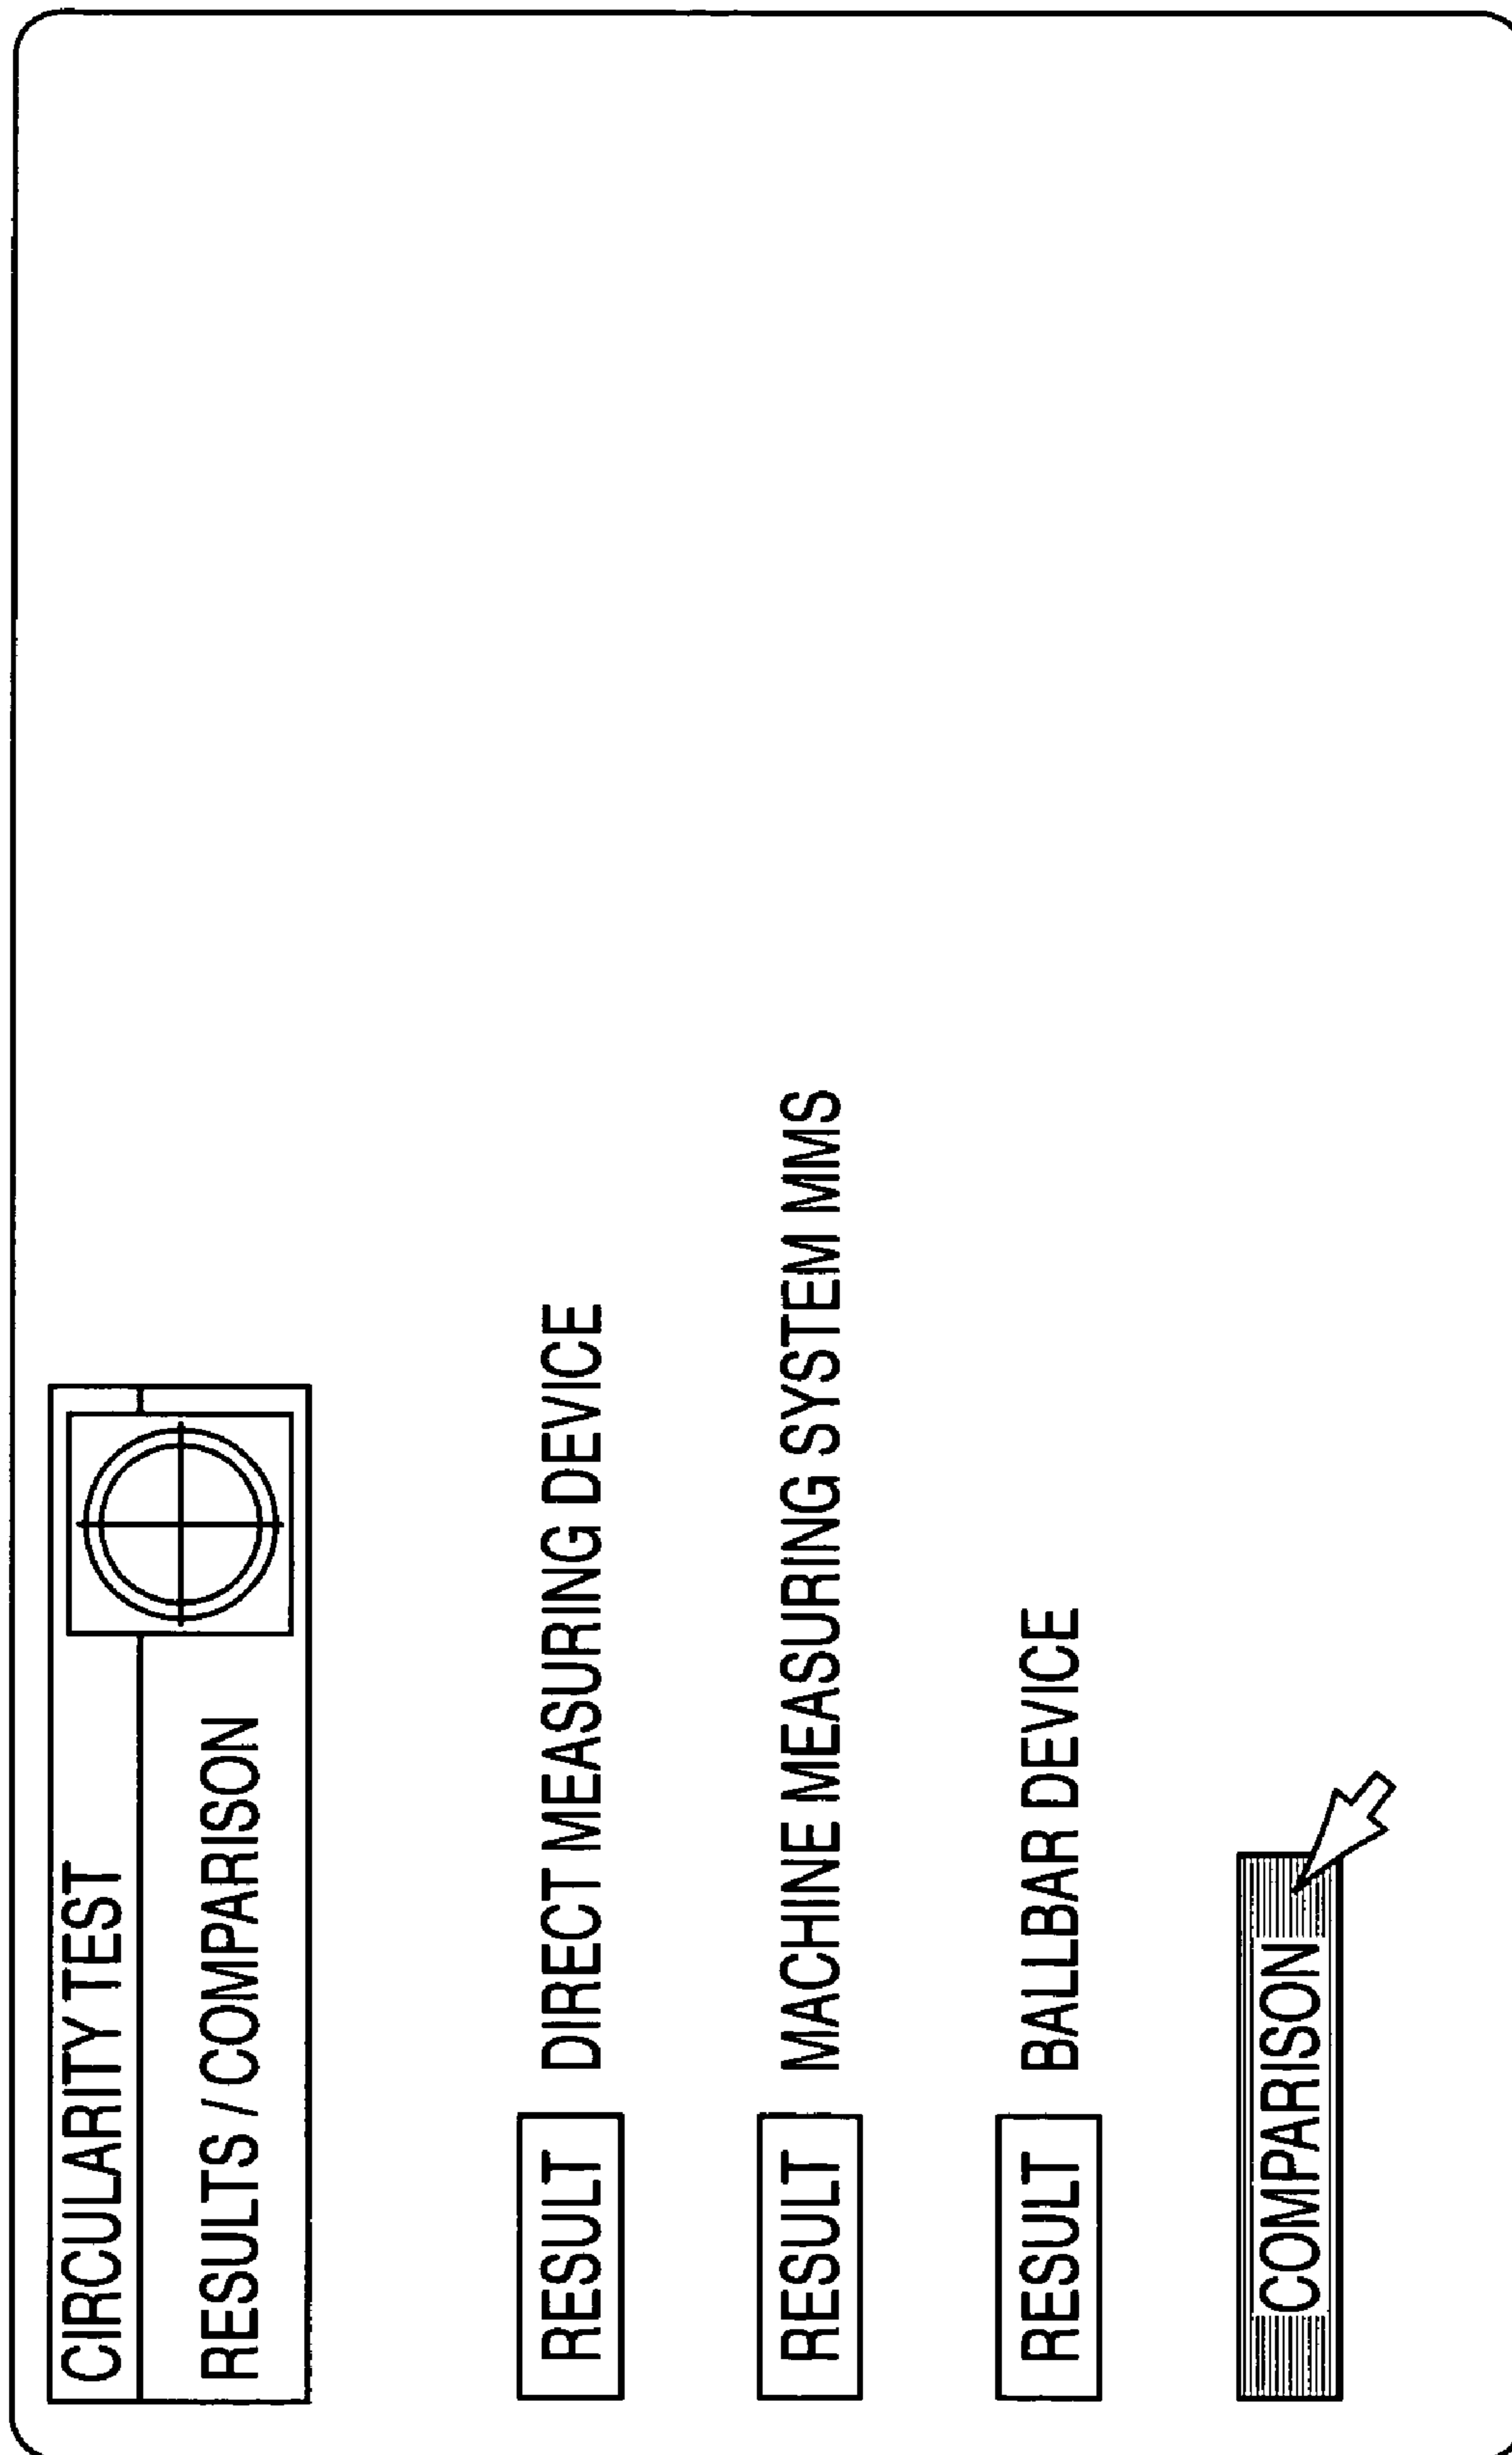 CIRCULARITY TEST
RESULTS / COMPARISON
RESULT DIRECT MEASURING DEVICE
RESULT MACHINE MEASURING SYSTEM MMS
RESULT BALLBAR DEVICE
COMPARISON